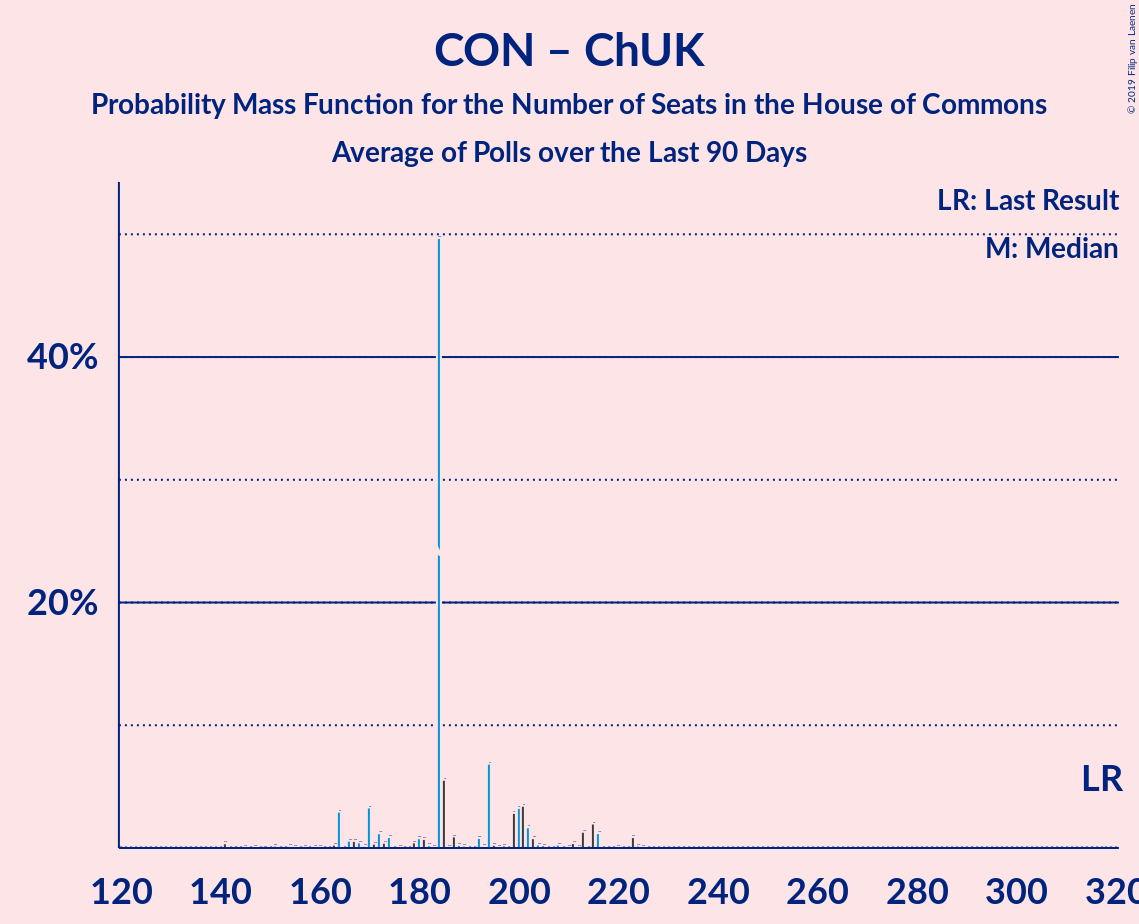 CON – ChUK
Probability Mass Function for the Number of Seats in the House of Commons
Average of Polls over the Last 90 Days
© 2019 Filip van Laenen
LR: Last Result
M: Median
40%
20%
LR
120 140 160 180 200 220 240 260 280 300 320